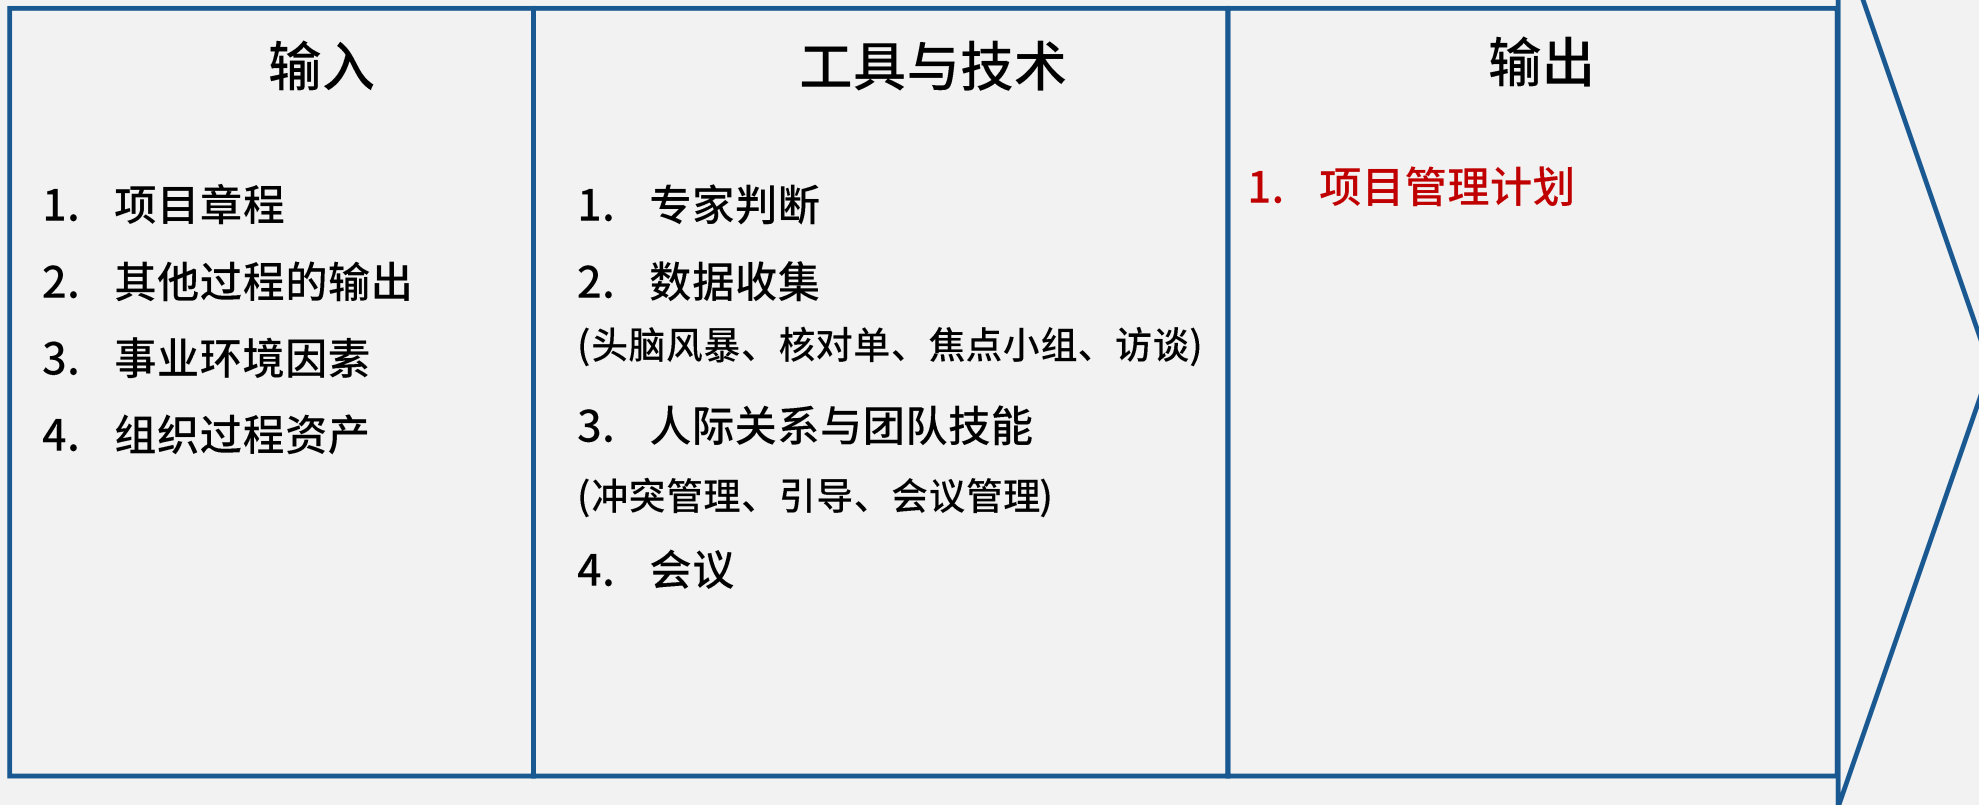 输入
1. 项目章程
2. 其他过程的输出
3. 事业环境因素
4. 组织过程资产
工具与技术
1. 专家判断
2. 数据收集
(头脑风暴、核对单、焦点小组、访谈)
3. 人际关系与团队技能
(冲突管理、引导、会议管理)
4. 会议
输出
1. 项目管理计划